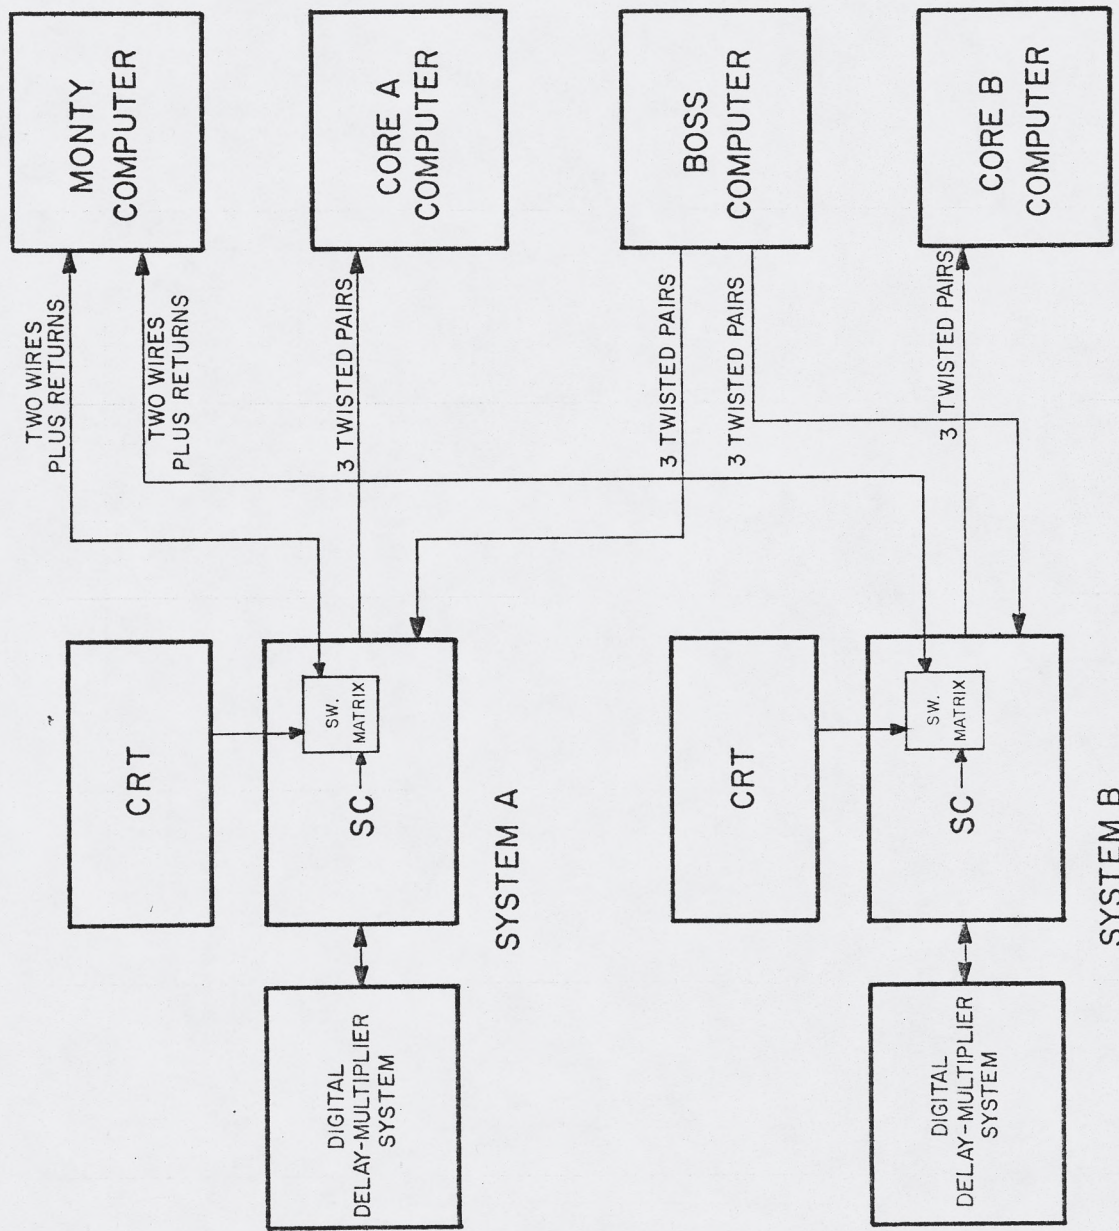 MONTY
COMPUTER
CORE A
COMPUTER
BOSS
COMPUTER
CORE B
COMPUTER
TWO WIRES
PLUS RETURNS
TWO WIRES
PLUS RETURNS
3 TWISTED PAIRS
3 TWISTED PAIRS
3 TWISTED PAIRS
3 TWISTED PAIRS
CRT
SW.
MATRIX
SC
SYSTEM A
CRT
SW.
MATRIX
SC
SYSTEM B
DIGITAL
DELAY-MULTIPLIER
SYSTEM
DIGITAL
DELAY-MULTIPLIER
SYSTEM